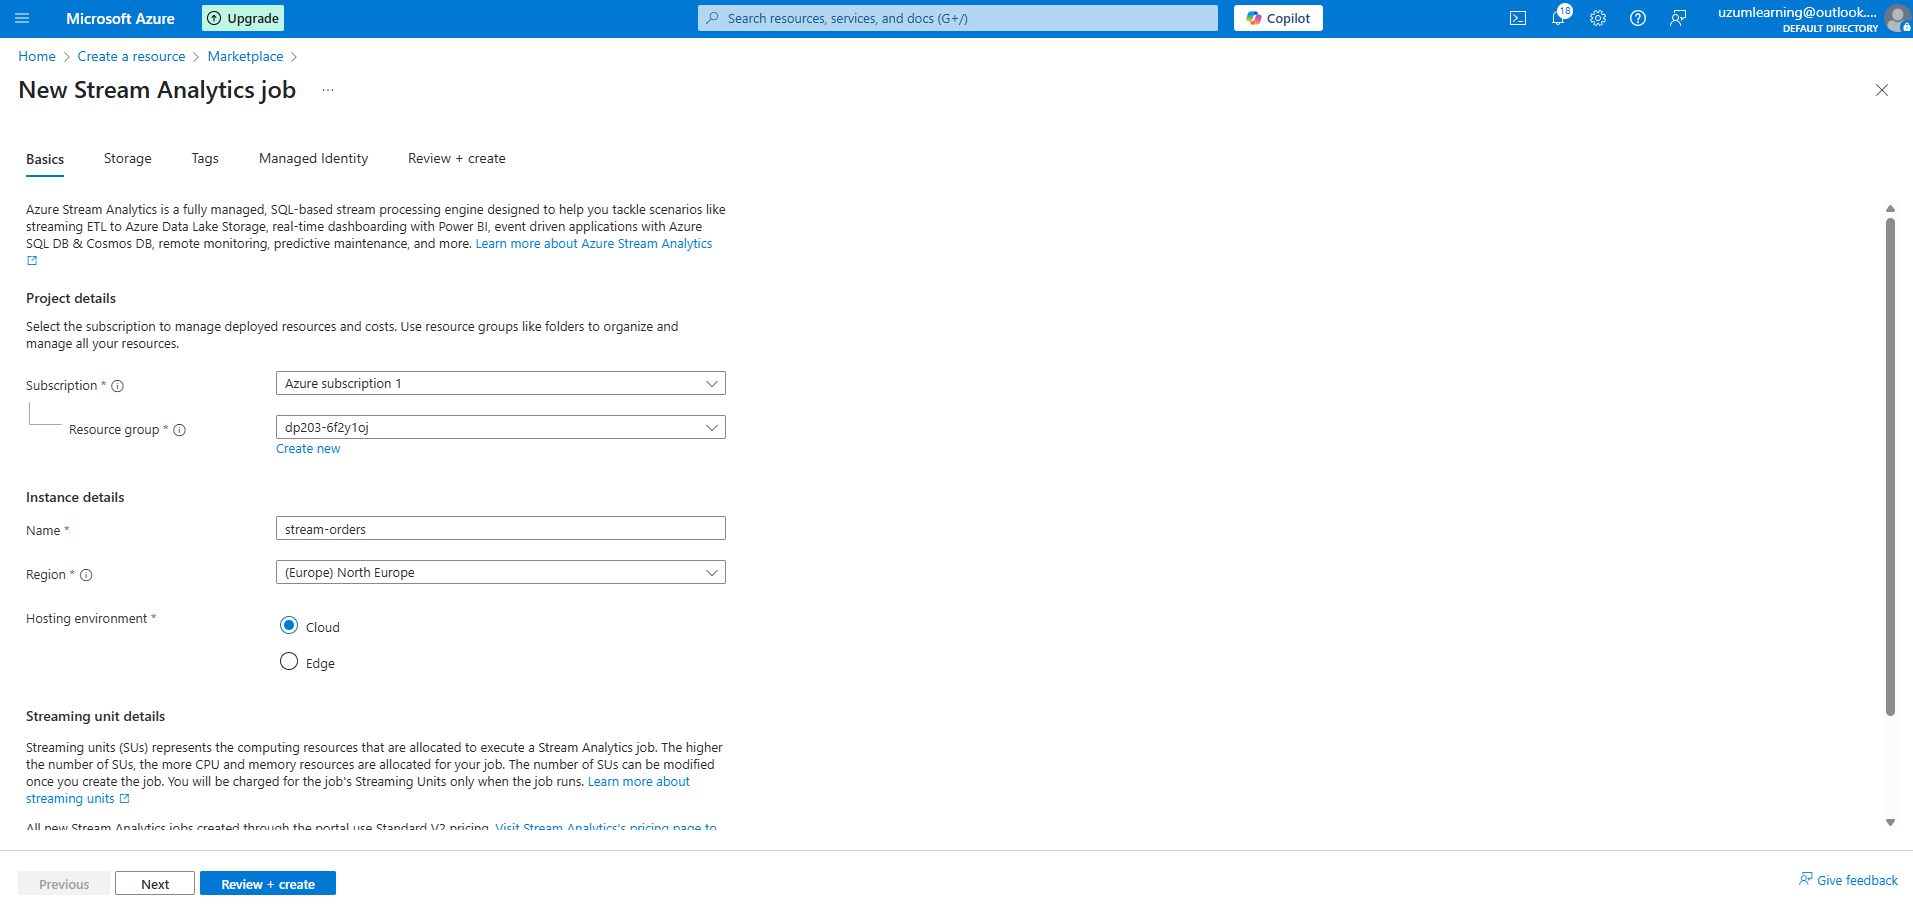 Microsoft Azure
Upgrade
Search resources, services, and docs (G+/)
Copilot
18
uzumlearning@outlook....
DEFAULT DIRECTORY
Home > Create a resource > Marketplace >
New Stream Analytics job ...
Basics
Storage
Tags
Managed Identity
Review + create
Azure Stream Analytics is a fully managed, SQL-based stream processing engine designed to help you tackle scenarios like
streaming ETL to Azure Data Lake Storage, real-time dashboarding with Power BI, event driven applications with Azure
SQL DB & Cosmos DB, remote monitoring, predictive maintenance, and more. Learn more about Azure Stream Analytics
Project details
Select the subscription to manage deployed resources and costs. Use resource groups like folders to organize and
manage all your resources.
Subscription *
Azure subscription 1
Resource group *
dp203-6f2y1oj
Create new
Instance details
Name *
stream-orders
Region *
(Europe) North Europe
Hosting environment *
Cloud
Edge
Streaming unit details
Streaming units (SUs) represents the computing resources that are allocated to execute a Stream Analytics job. The higher
the number of SUs, the more CPU and memory resources are allocated for your job. The number of SUs can be modified
once you create the job. You will be charged for the job's Streaming Units only when the job runs. Learn more about
streaming units
All new Stream Analytics jobs created through the portal use Standard V2 pricing. Visit Stream Analytics's pricing page to
Previous
Next
Review + create
Give feedback